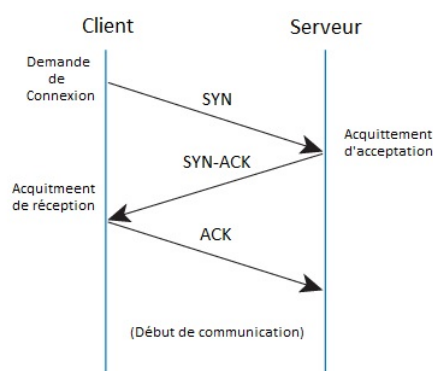 Client
Serveur
Demande
de
Connexion
SYN
Acquittement
d'acceptation
SYN-ACK
Acquitmeent
de réception
ACK
(Début de communication)